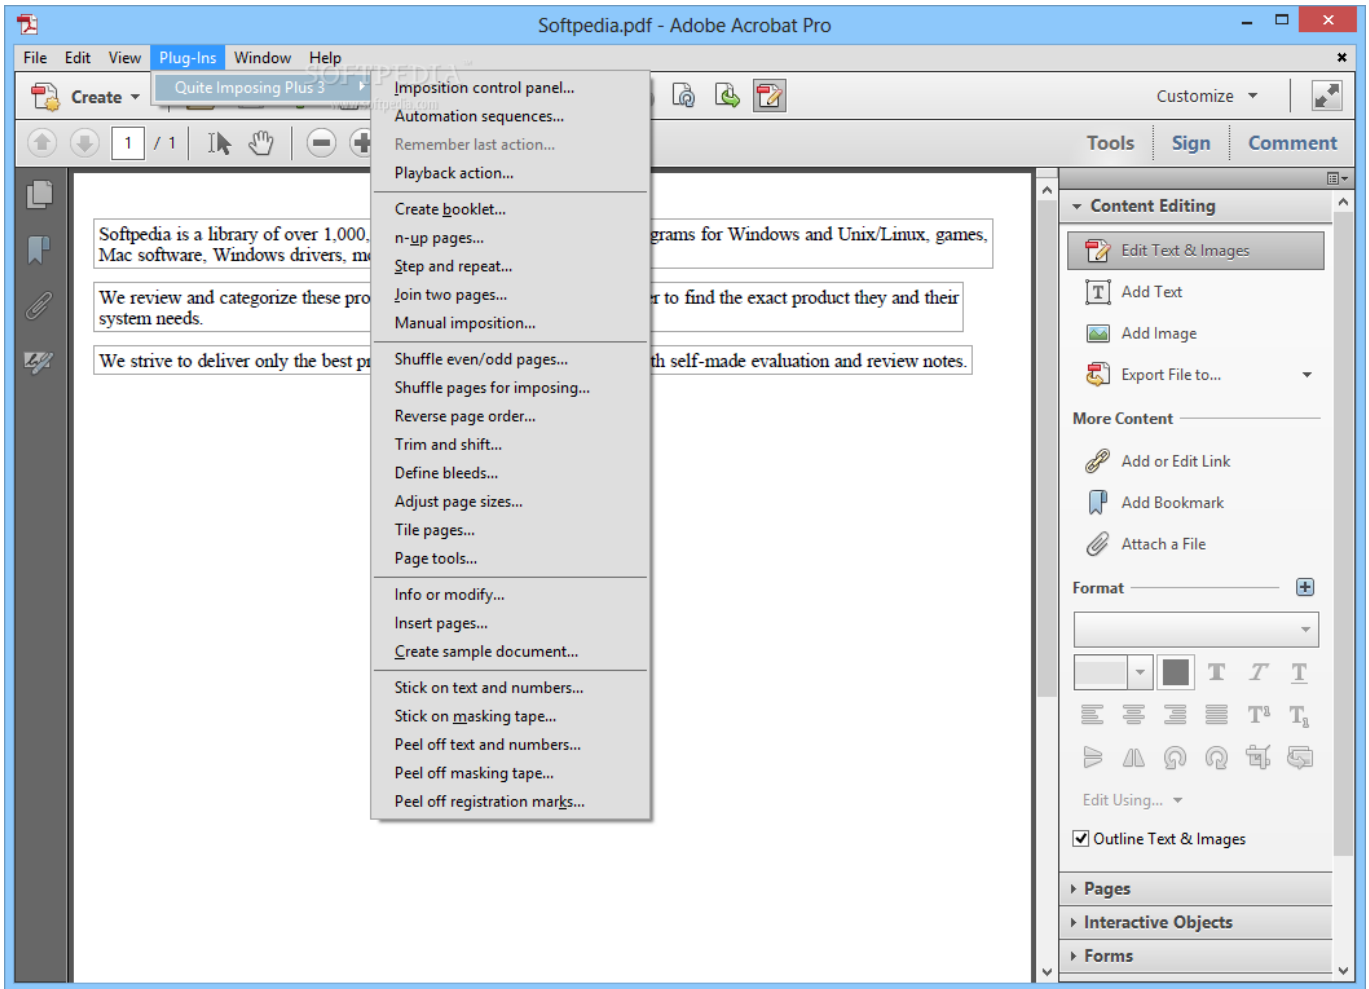 Softpedia.pdf - Adobe Acrobat Pro
File Edit View Plug-Ins Window Help
SOFTPEDIA
www.softpedia.com
Create
Quite Imposing Plus 3
Customize
1 / 1
Tools Sign Comment
Imposition control panel...
Automation sequences...
Remember last action...
Playback action...
Create booklet...
n-up pages...
Step and repeat...
Join two pages...
Manual imposition...
Shuffle even/odd pages...
Shuffle pages for imposing...
Reverse page order...
Trim and shift...
Define bleeds...
Adjust page sizes...
Tile pages...
Page tools...
Info or modify...
Insert pages...
Create sample document...
Stick on text and numbers...
Stick on masking tape...
Peel off text and numbers...
Peel off masking tape...
Peel off registration marks...
Softpedia is a library of over 1,000, grams for Windows and Unix/Linux, games,
Mac software, Windows drivers,
We review and categorize these pro to find the exact product they and their
system needs.
We strive to deliver only the best th self-made evaluation and review notes.
Content Editing
Edit Text & Images
Add Text
Add Image
Export File to...
More Content
Add or Edit Link
Add Bookmark
Attach a File
Format
Edit Using...
Outline Text & Images
Pages
Interactive Objects
Forms